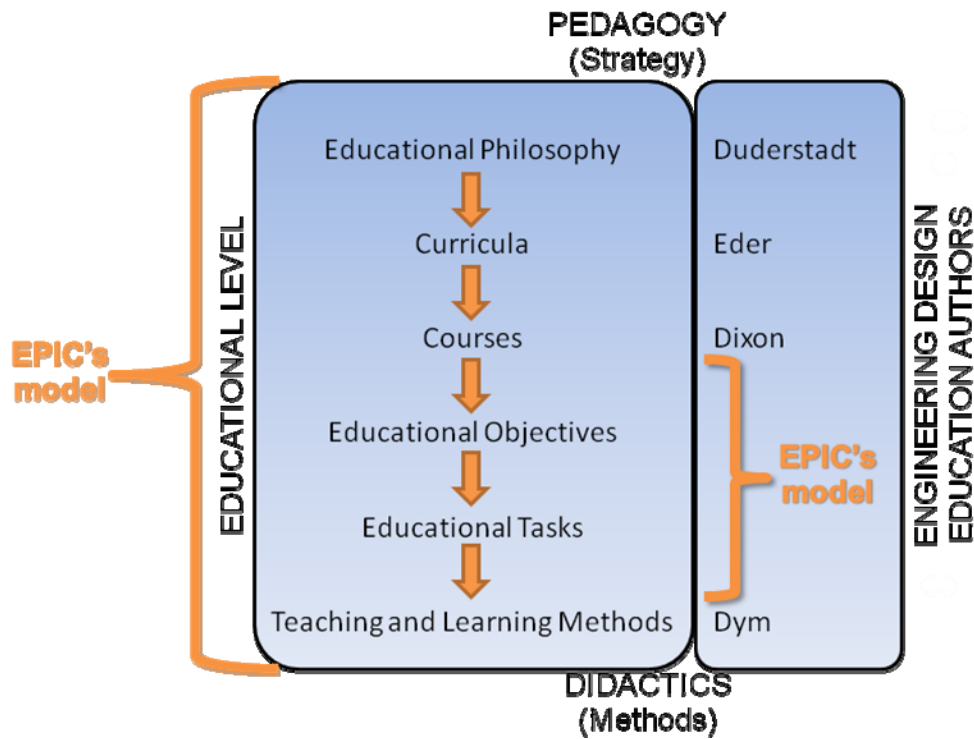 PEDAGOGY
(Strategy)
EPIC's
model
EDUCATIONAL LEVEL
Educational Philosophy
Curricula
Courses
Educational Objectives
Educational Tasks
Teaching and Learning Methods
Duderstadt
Eder
Dixon
EPIC's
model
Dym
ENGINEERING DESIGN
EDUCATION AUTHORS
DIDACTICS
(Methods)